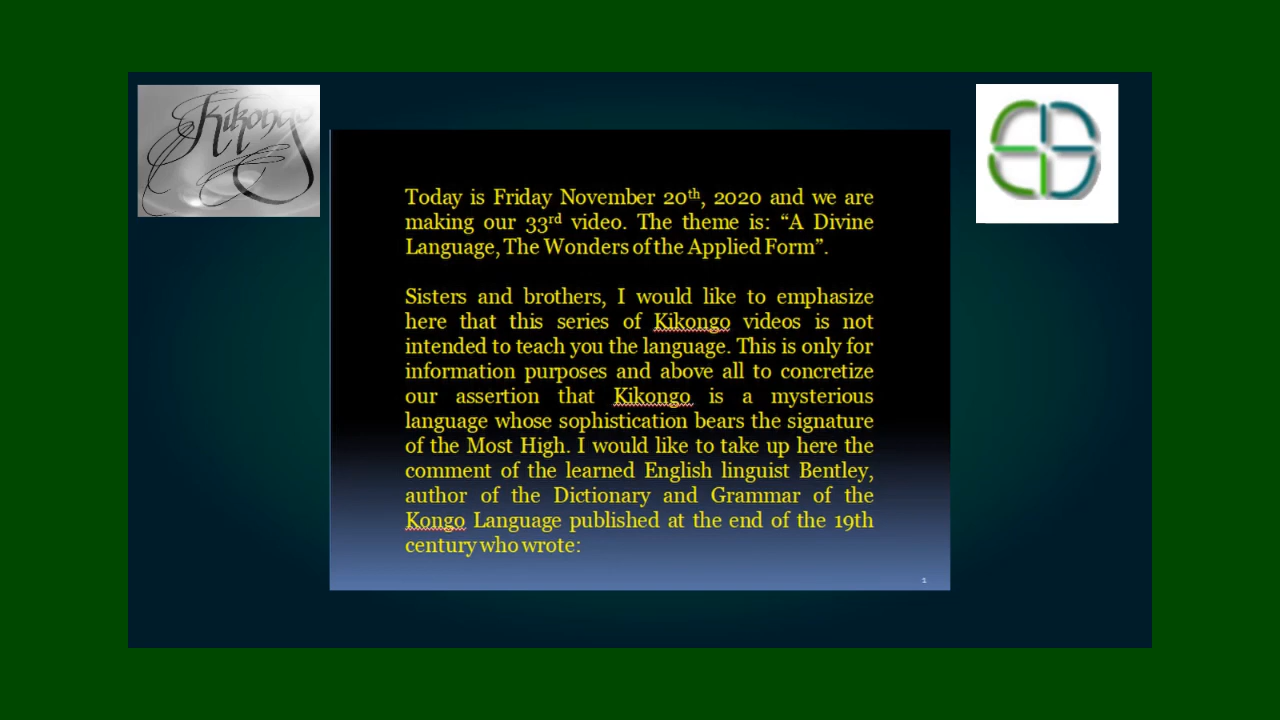 Kikongo
Today is Friday November 20th, 2020 and we are
making our 33rd video. The theme is: “A Divine
Language, The Wonders of the Applied Form”.
Sisters and brothers, I would like to emphasize
here that this series of Kikongo videos is not
intended to teach you the language. This is only for
information purposes and above all to concretize
our assertion that Kikongo is a mysterious
language whose sophistication bears the signature
of the Most High. I would like to take up here the
comment of the learned English linguist Bentley,
author of the Dictionary and Grammar of the
Kongo Language published at the end of the 19th
century who wrote:
1